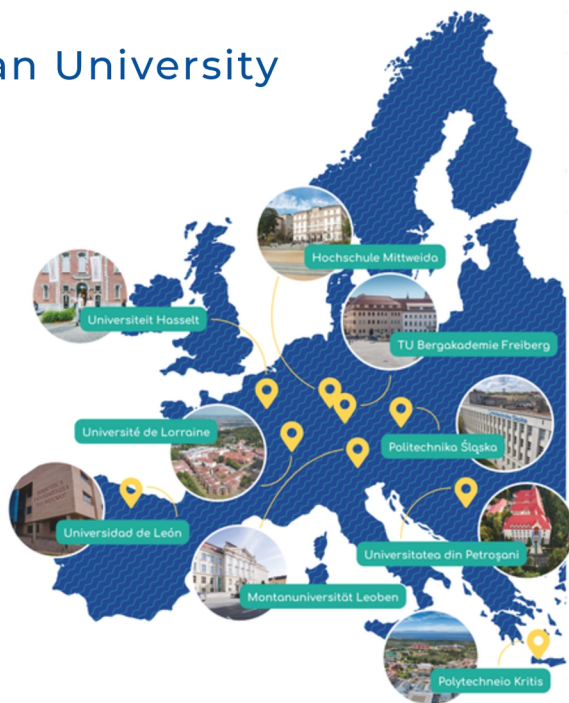 an University
Hochschule Mittweida
Universiteit Hasselt
TU Bergakademie Freiberg
Université de Lorraine
Politechnika Śląska
Universidad de León
Universitatea din Petroșani
Montanuniversität Leoben
Polytechneio Kritis